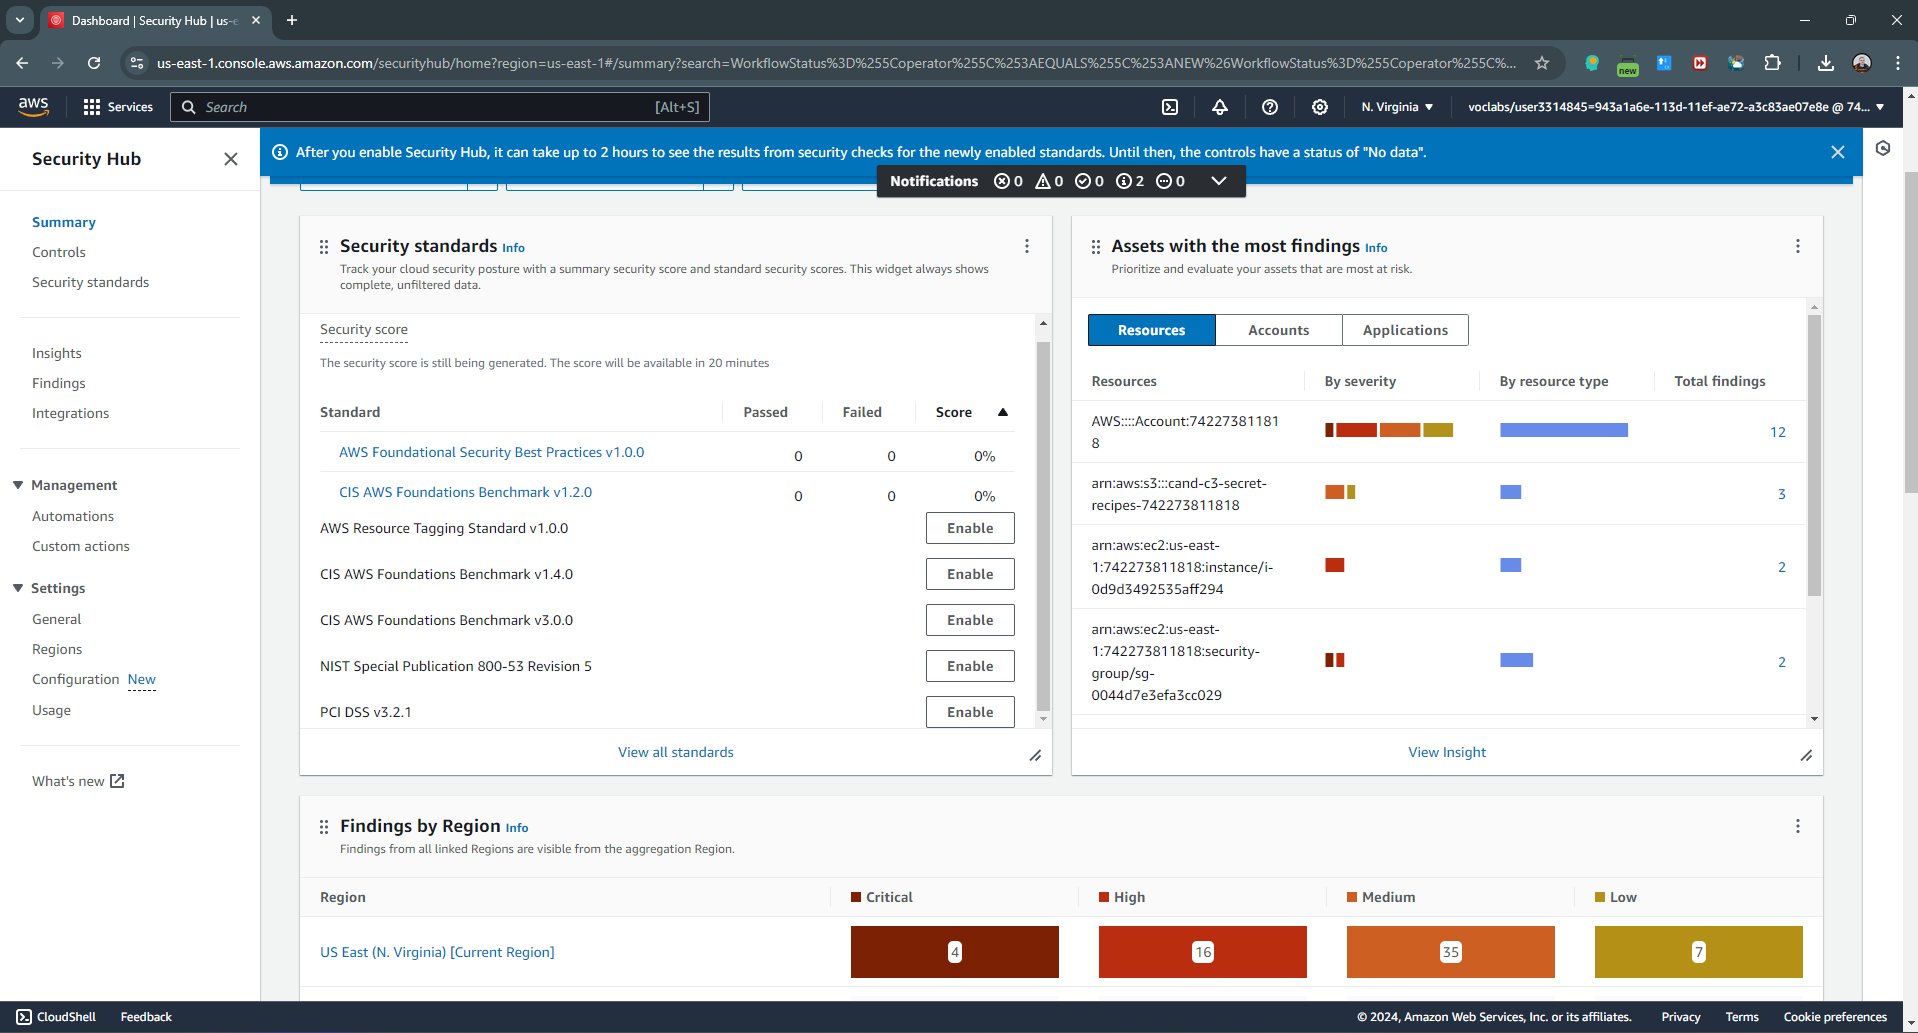 Dashboard | Security Hub | us-e
us-east-1.console.aws.amazon.com/securityhub/home?region=us-east-1#/summary?search=WorkflowStatus%3D%255Coperator%255C%253AEQUALS%255C%253ANEW%26WorkflowStatus%3D%255Coperator%255C%...
new
aws
Services
Search
[Alt+S]
N. Virginia
voclabs/user3314845=943a1a6e-113d-11ef-ae72-a3c83ae07e8e @ 74...
Security Hub
After you enable Security Hub, it can take up to 2 hours to see the results from security checks for the newly enabled standards. Until then, the controls have a status of "No data".
Notifications 0 0 0 2 0
Summary
Controls
Security standards
Insights
Findings
Integrations
Management
Automations
Custom actions
Settings
General
Regions
Configuration New
Usage
What's new
Security standards Info
Track your cloud security posture with a summary security score and standard security scores. This widget always shows
complete, unfiltered data.
Security score
The security score is still being generated. The score will be available in 20 minutes
Standard Passed Failed Score
AWS Foundational Security Best Practices v1.0.0 0 0 0%
CIS AWS Foundations Benchmark v1.2.0 0 0 0%
AWS Resource Tagging Standard v1.0.0 Enable
CIS AWS Foundations Benchmark v1.4.0 Enable
CIS AWS Foundations Benchmark v3.0.0 Enable
NIST Special Publication 800-53 Revision 5 Enable
PCI DSS v3.2.1 Enable
View all standards
Assets with the most findings Info
Prioritize and evaluate your assets that are most at risk.
Resources Accounts Applications
Resources By severity By resource type Total findings
AWS::::Account:74227381181
8
12
arn:aws:s3:::cand-c3-secret-
recipes-742273811818
3
arn:aws:ec2:us-east-
1:742273811818:instance/i-
0d9d3492535aff294
2
arn:aws:ec2:us-east-
1:742273811818:security-
group/sg-
0044d7e3efa3cc029
2
View Insight
Findings by Region Info
Findings from all linked Regions are visible from the aggregation Region.
Region Critical High Medium Low
US East (N. Virginia) [Current Region] 4 16 35 7
CloudShell Feedback
© 2024, Amazon Web Services, Inc. or its affiliates. Privacy Terms Cookie preferences